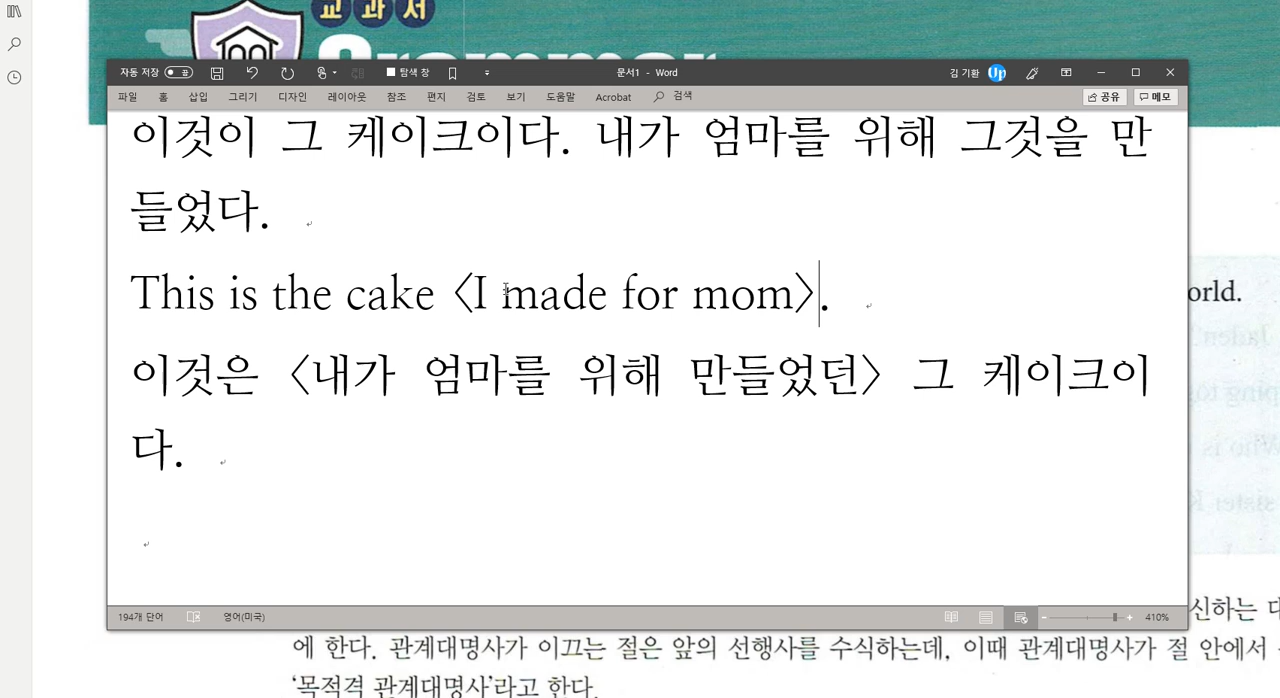 교과서
Grammar
자동 저장 끔 탐색 창 문서1 - Word 김 기환
파일 홈 삽입 그리기 디자인 레이아웃 참조 편지 검토 보기 도움말 Acrobat 검색 공유 메모
이것이 그 케이크이다. 내가 엄마를 위해 그것을 만
들었다.
This is the cake 〈I made for mom〉.
이것은 〈내가 엄마를 위해 만들었던〉 그 케이크이
다.
orld.
194개 단어 영어(미국) 410%
신하는
에 한다. 관계대명사가 이끄는 절은 앞의 선행사를 수식하는데, 이때 관계대명사가 절 안에서
'목적격 관계대명사'라고 한다.